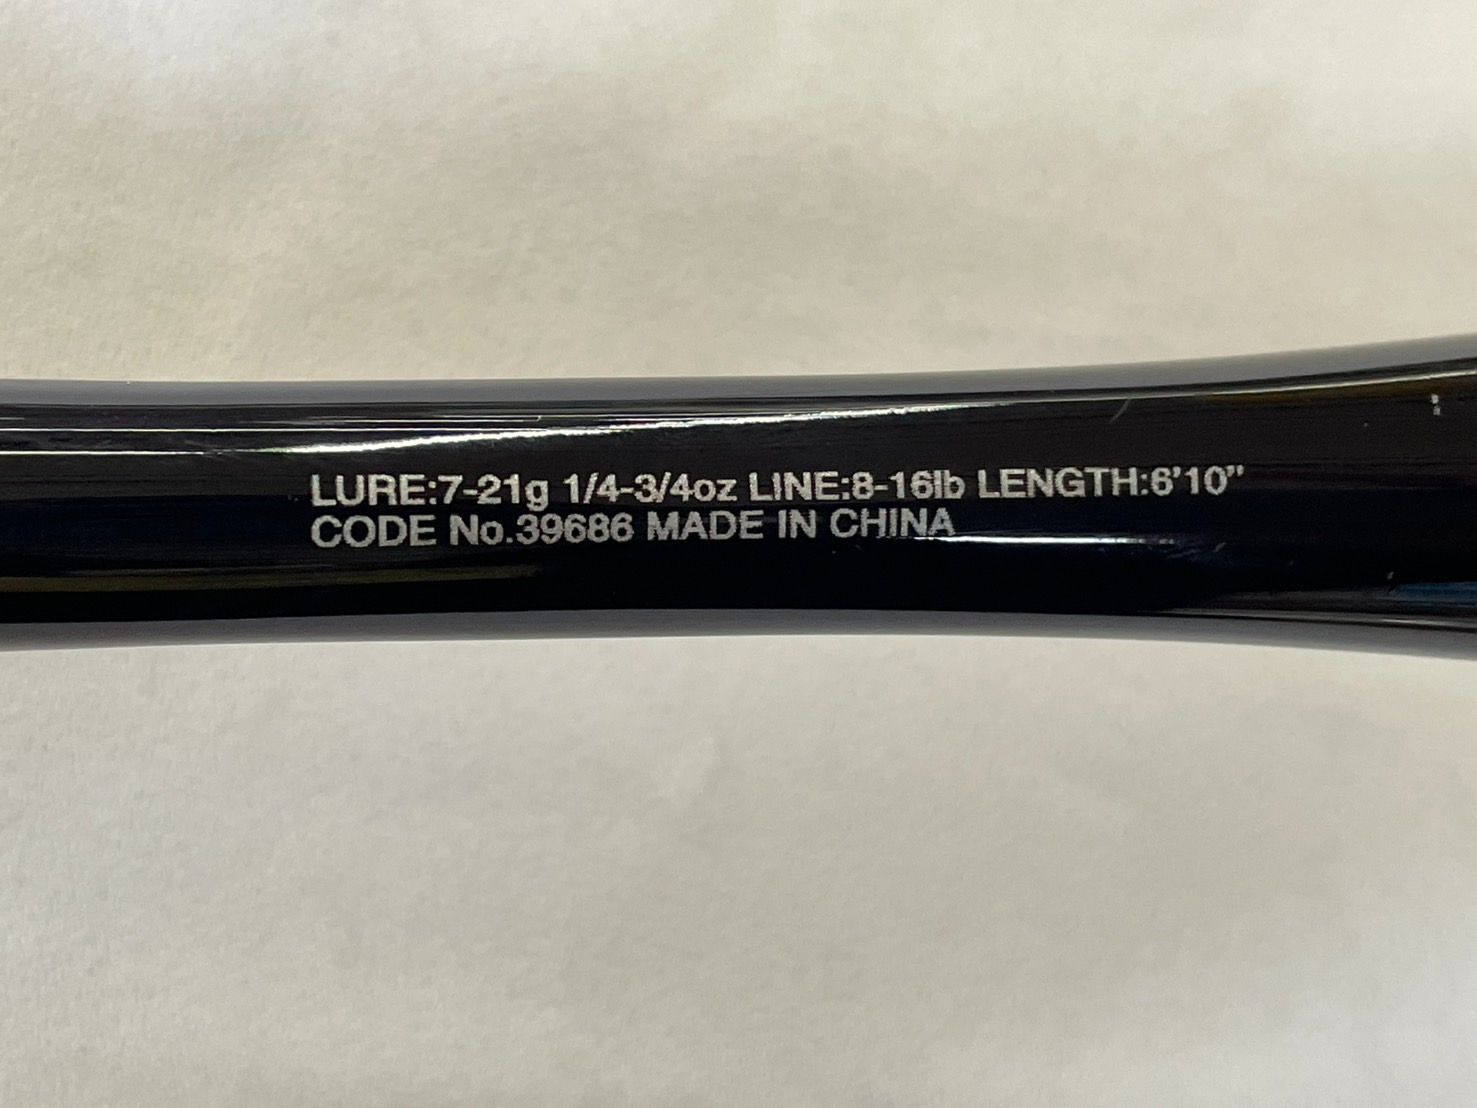 LURE:7-21g 1/4-3/4oz LINE:8-16lb LENGTH:6'10"
CODE No.39686 MADE IN CHINA